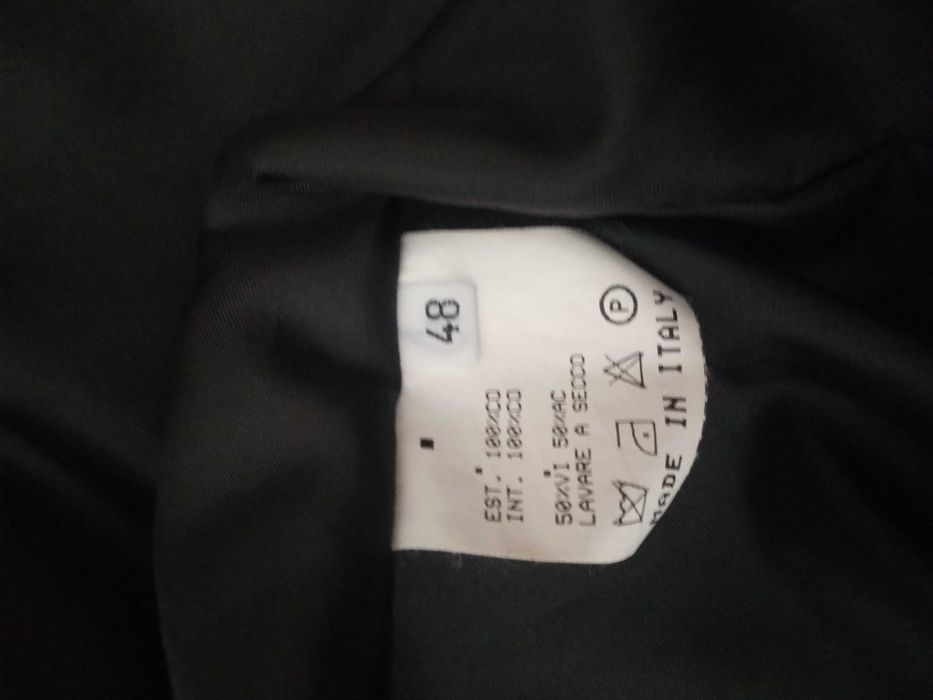 48
EST. 100%CO
INT. 100%CO
50%VI 50%AC
LAVARE A SECCO
P
MADE IN ITALY